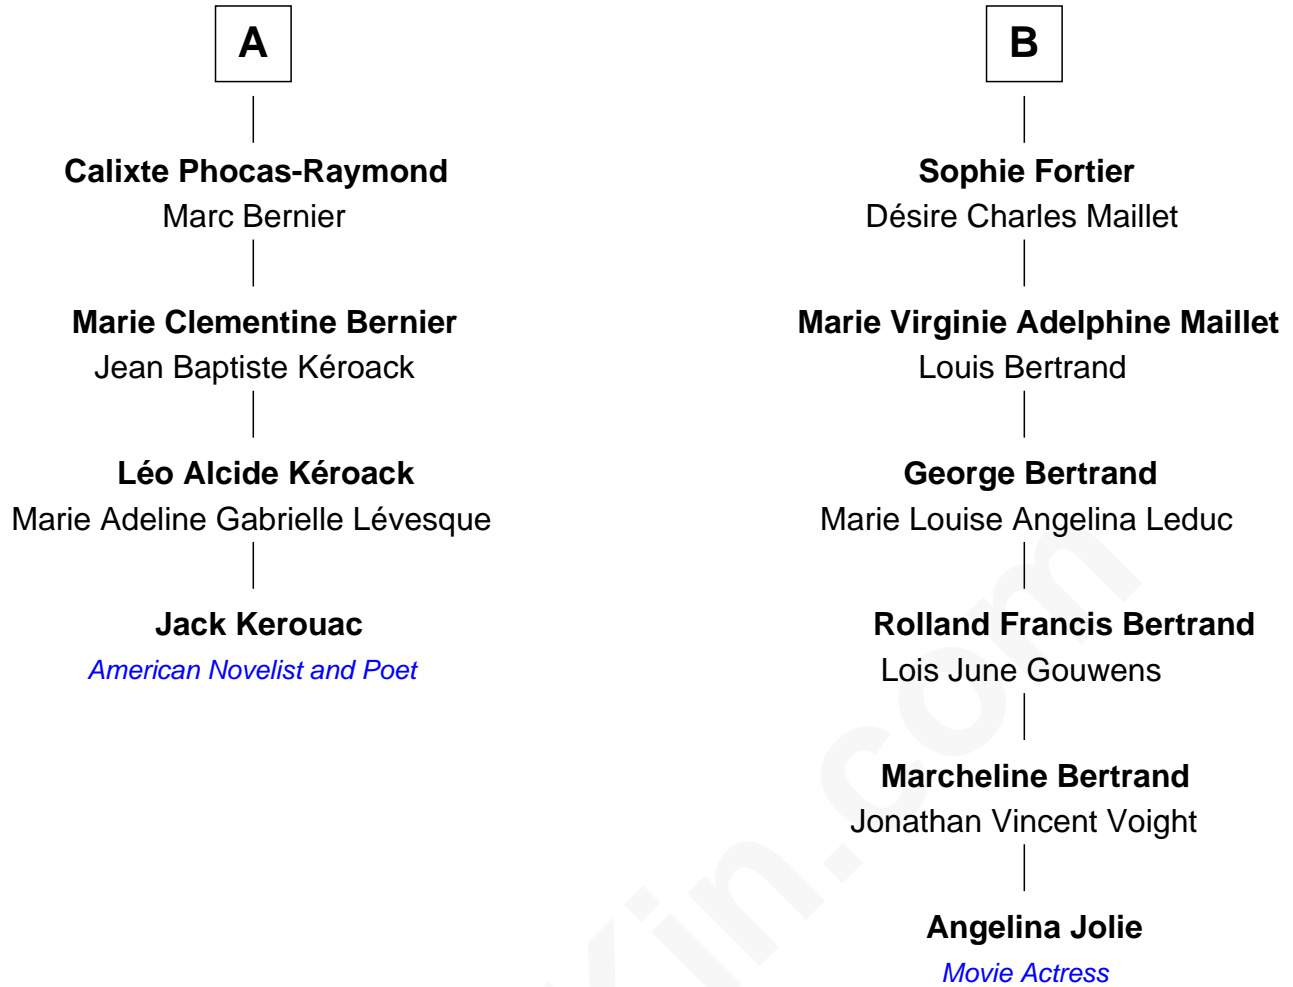 A
Calixte Phocas-Raymond
Marc Bernier
Marie Clementine Bernier
Jean Baptiste Kéroack
Léo Alcide Kéroack
Marie Adeline Gabrielle Lévesque
Jack Kerouac
American Novelist and Poet
B
Sophie Fortier
Désire Charles Maillet
Marie Virginie Adelphine Maillet
Louis Bertrand
George Bertrand
Marie Louise Angelina Leduc
Rolland Francis Bertrand
Lois June Gouwens
Marcheline Bertrand
Jonathan Vincent Voight
Angelina Jolie
Movie Actress
Kin.com